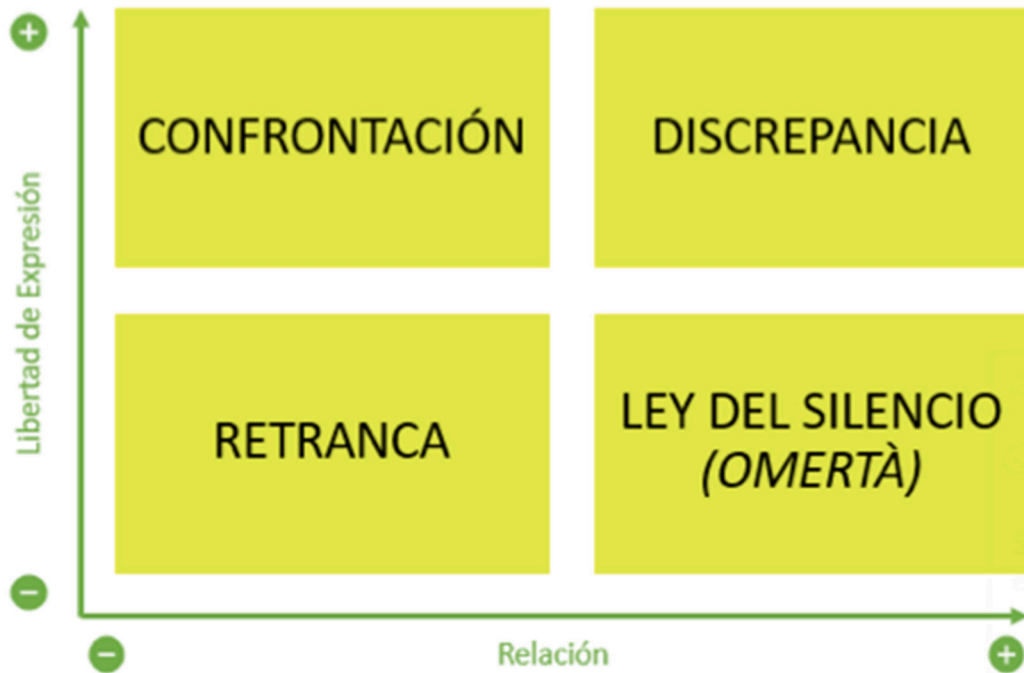 +
CONFRONTACIÓN
DISCREPANCIA
Libertad de Expresión
RETRANCA
LEY DEL SILENCIO
(OMERTÀ)
−
−
Relación
+